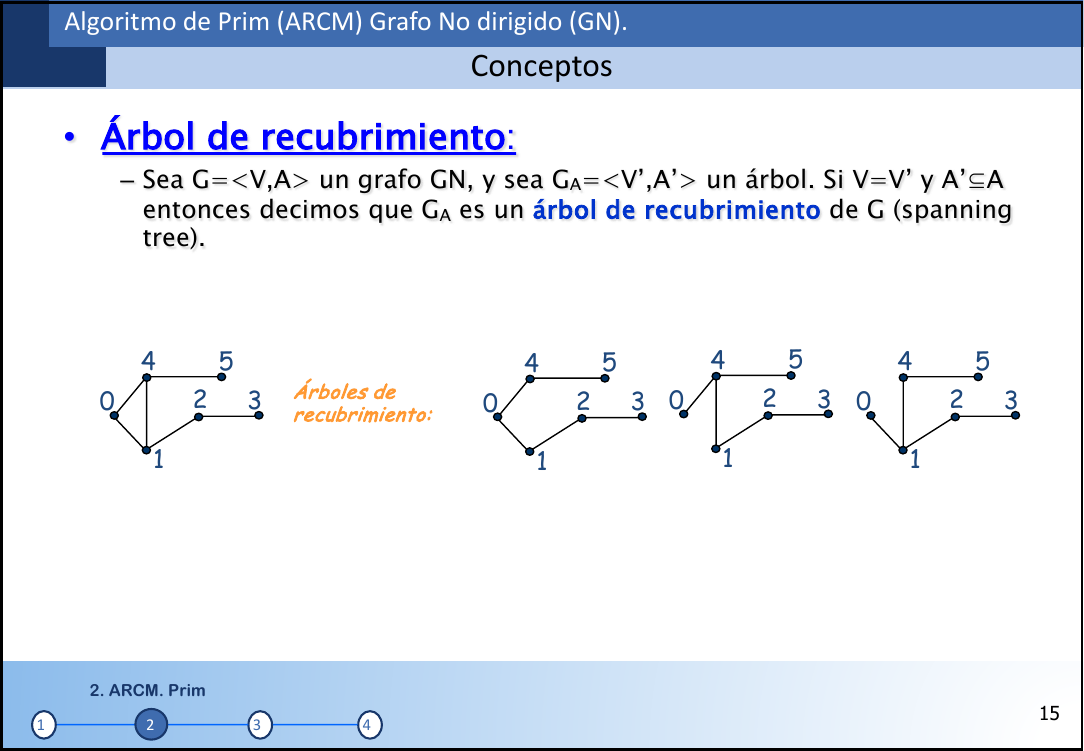 Algoritmo de Prim (ARCM) Grafo No dirigido (GN).
Conceptos
• Árbol de recubrimiento:
– Sea G=<V,A> un grafo GN, y sea GA=<V’,A’> un árbol. Si V=V’ y A’⊆A
entonces decimos que GA es un árbol de recubrimiento de G (spanning
tree).
4 5
0 2 3
1
Árboles de
recubrimiento:
4 5
0 2 3
1
4 5
0 2 3
1
4 5
0 2 3
1
2. ARCM. Prim
1 2 3 4
15